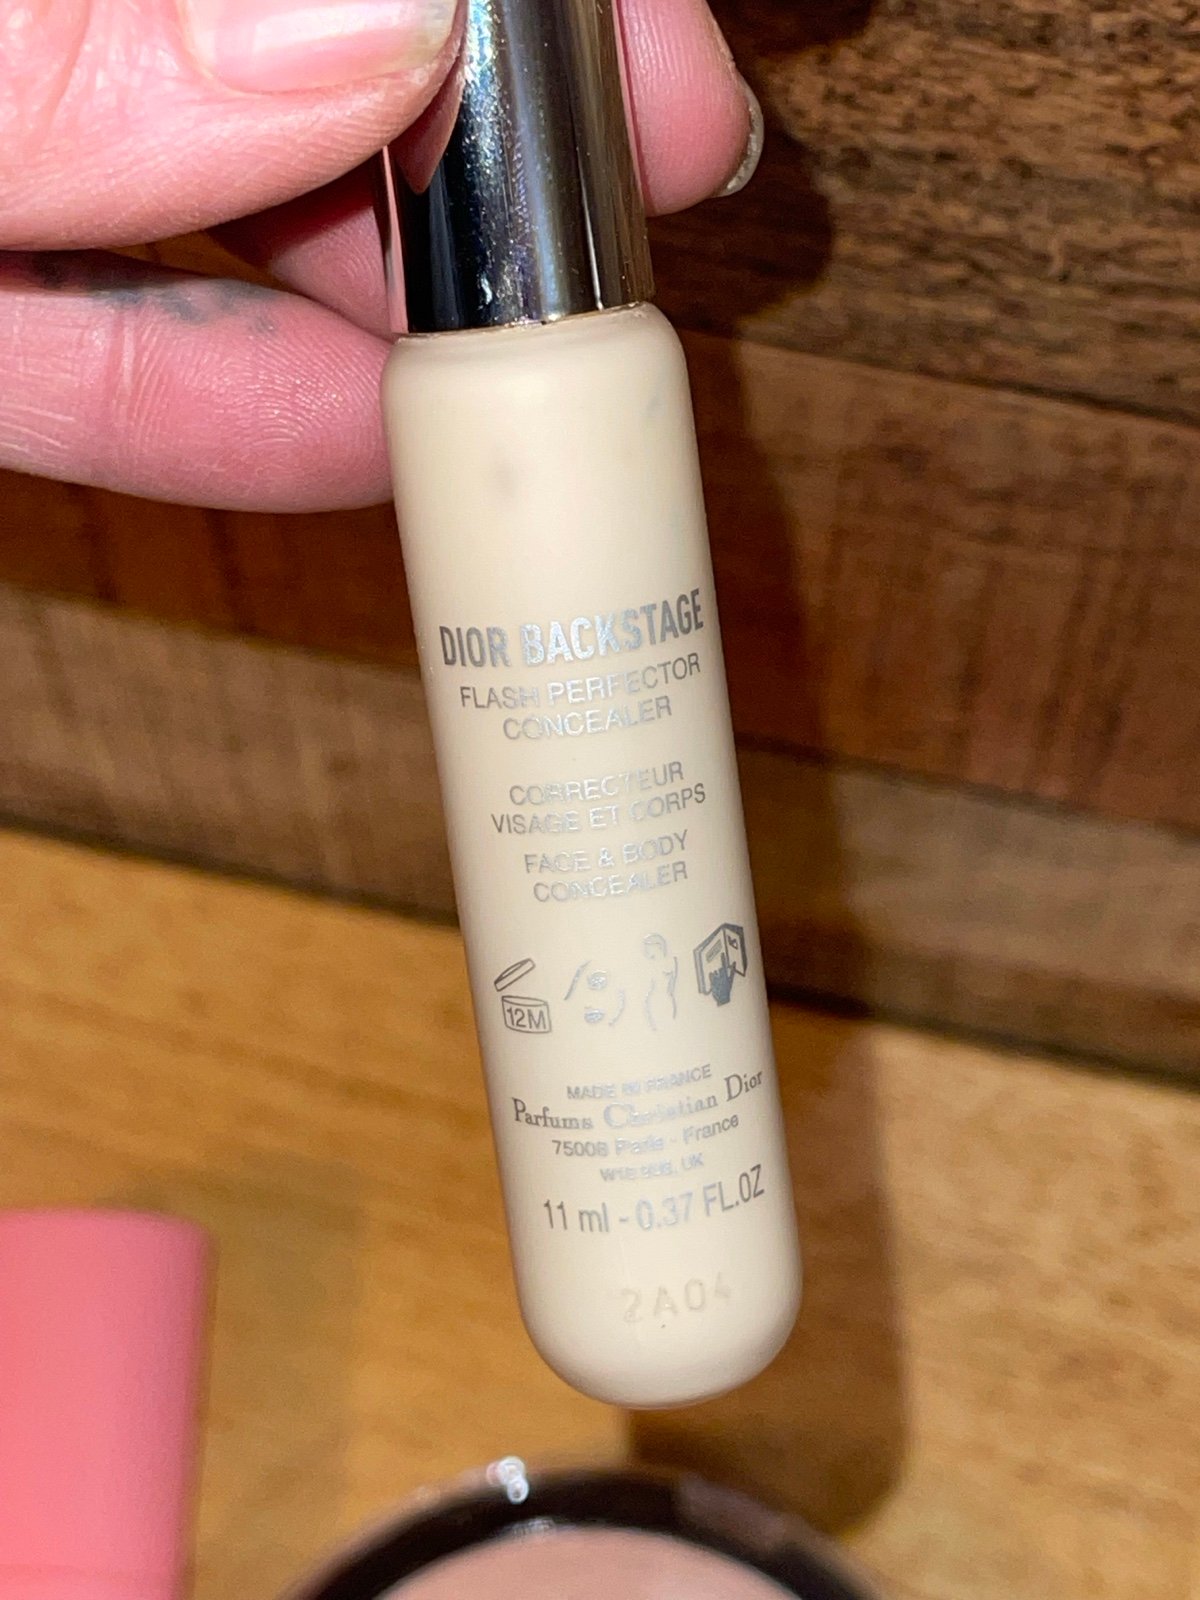 DIOR BACKSTAGE
FLASH PERFECTOR
CONCEALER
CORRECTEUR
VISAGE ET CORPS
FACE & BODY
CONCEALER
12M
MADE IN FRANCE
Parfums Christian Dior
75008 Paris - France
UK
11 ml - 0.37 FL.OZ
2A04